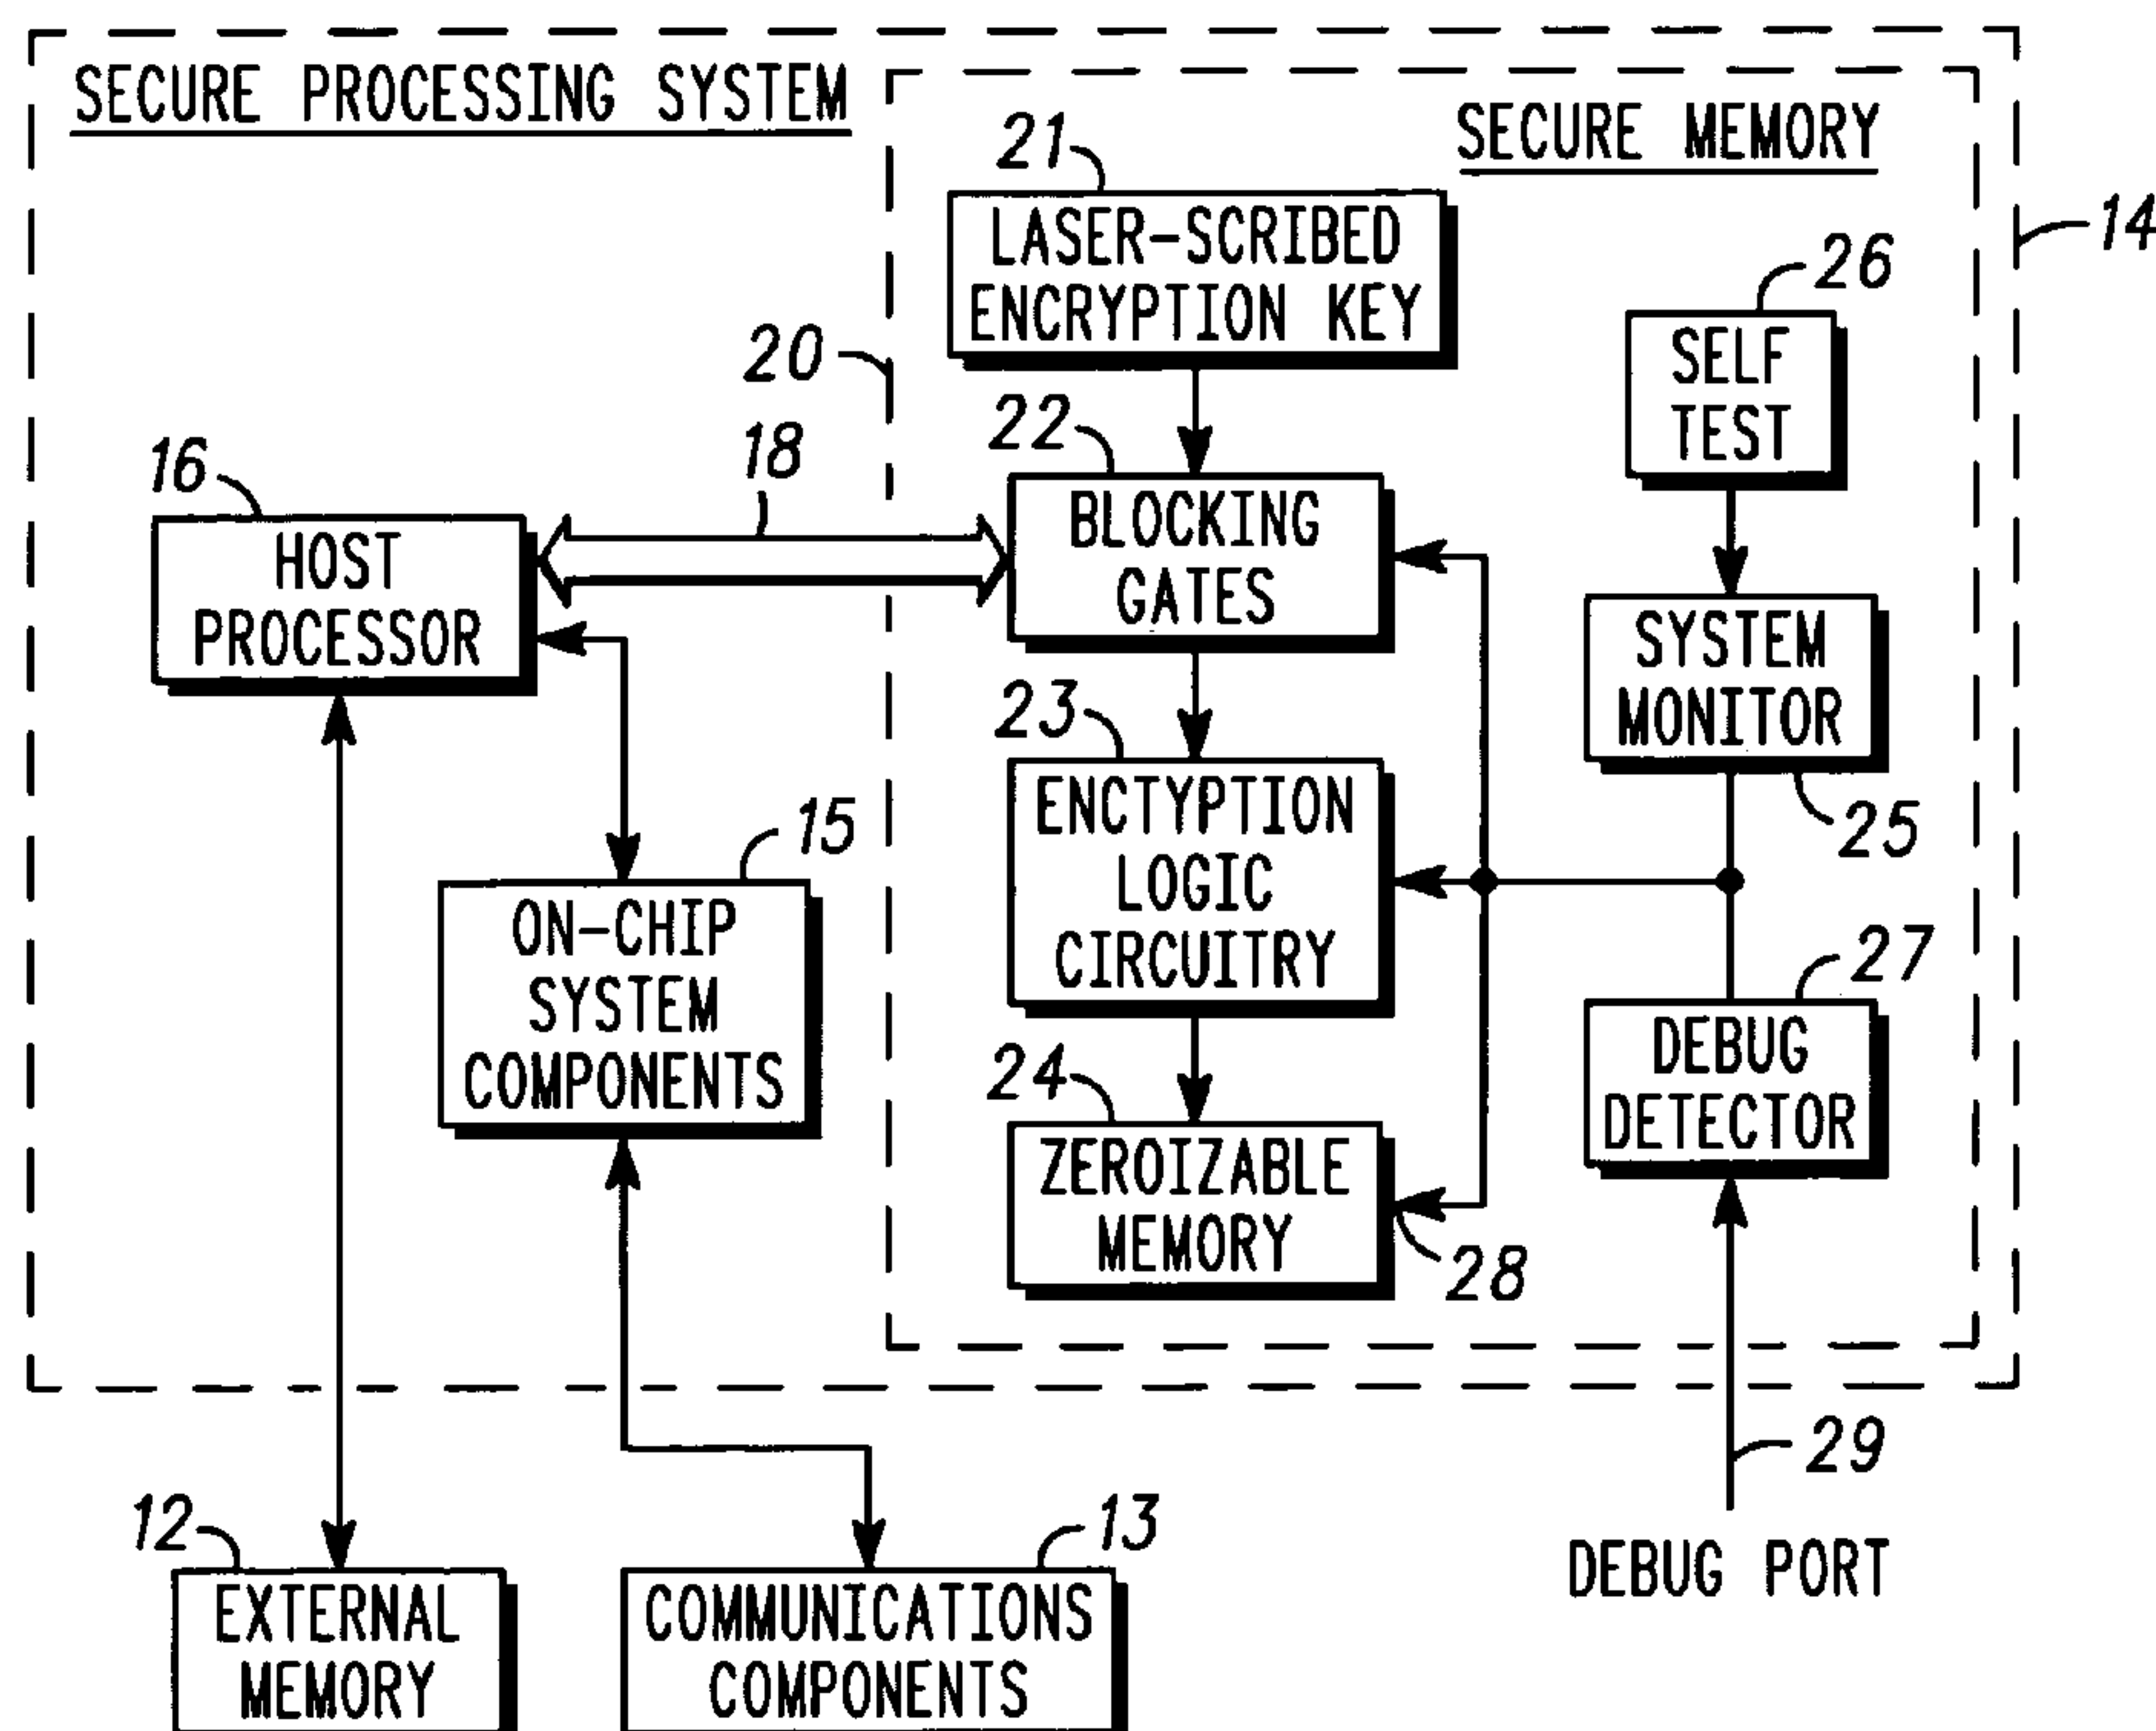 SECURE PROCESSING SYSTEM
SECURE MEMORY
21
LASER-SCRIBED
ENCRYPTION KEY
14
26
SELF
TEST
20
22
18
16
HOST
PROCESSOR
BLOCKING
GATES
SYSTEM
MONITOR
23
25
15
ENCTYPTION
LOGIC
CIRCUITRY
ON-CHIP
SYSTEM
COMPONENTS
27
DEBUG
DETECTOR
24
ZEROIZABLE
MEMORY
28
29
DEBUG PORT
12
EXTERNAL
MEMORY
13
COMMUNICATIONS
COMPONENTS